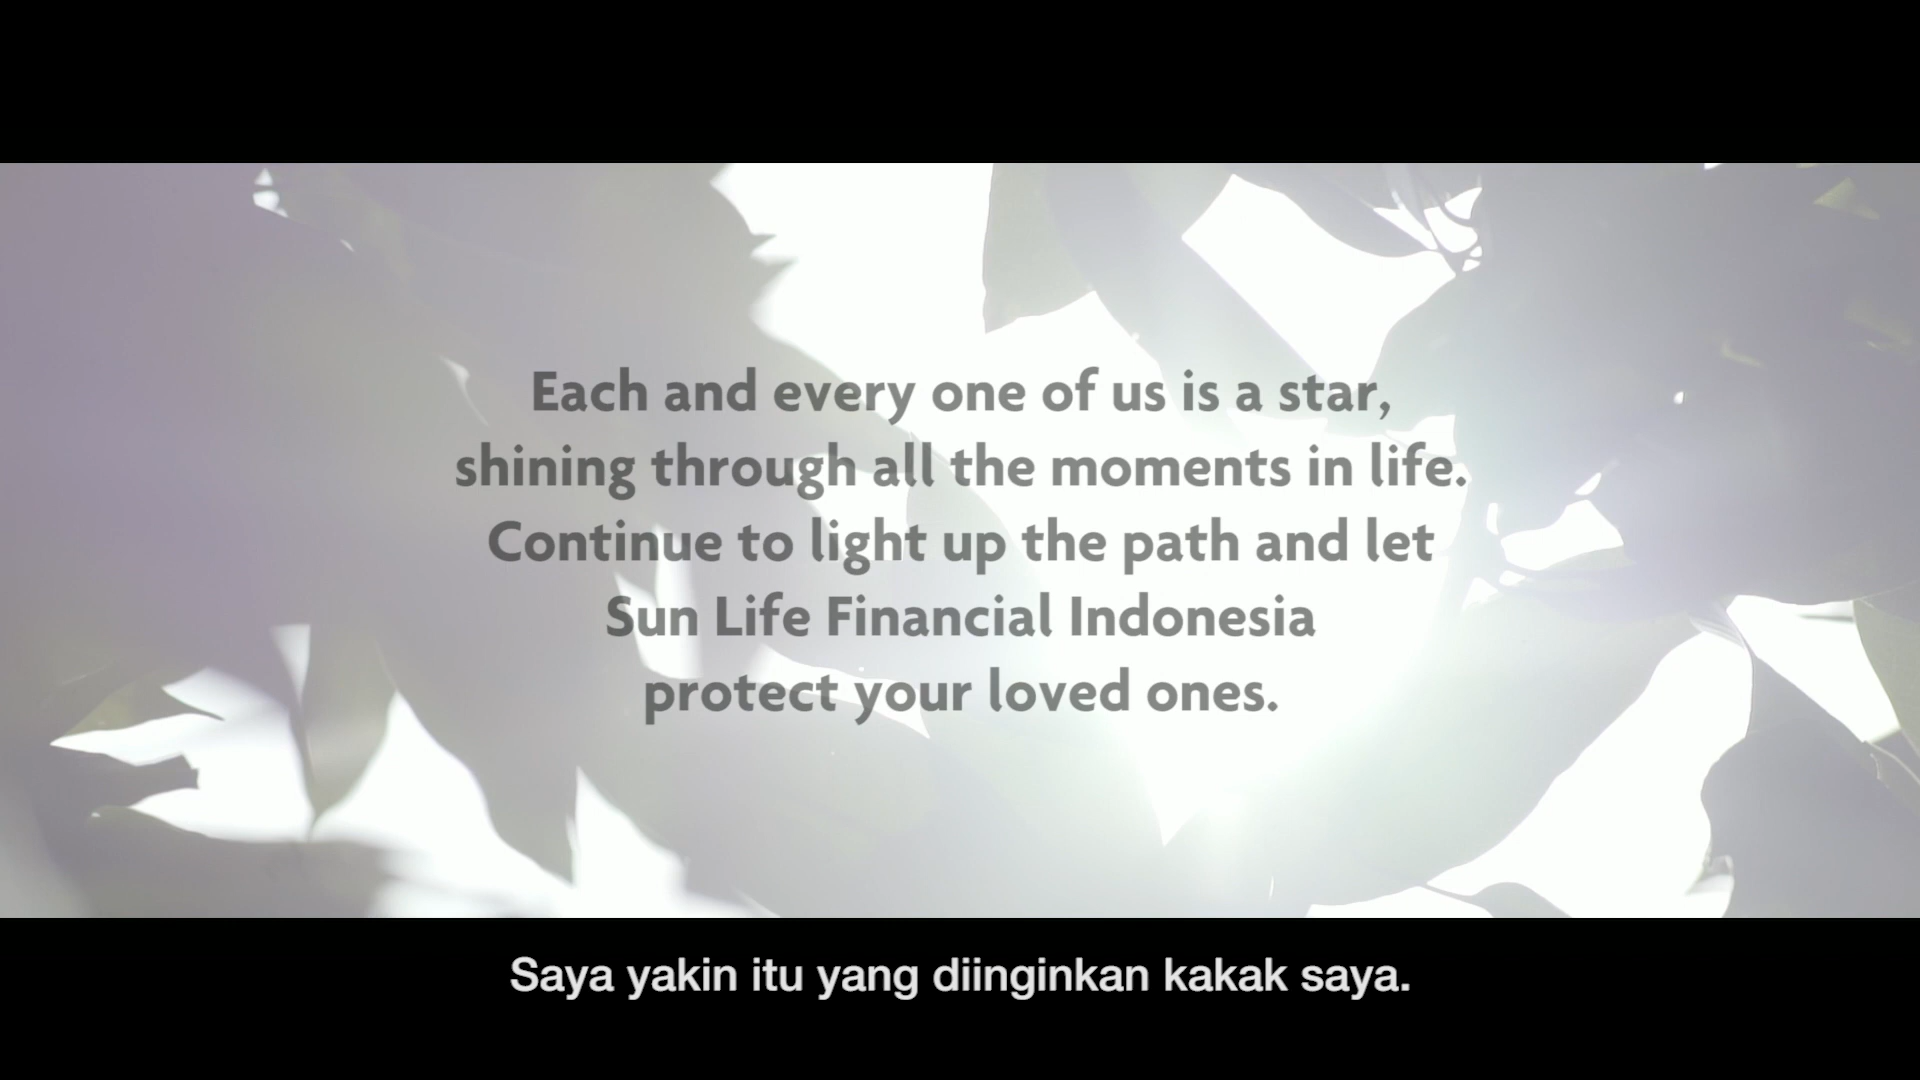 Each and every one of us is a star,
shining through all the moments in life.
Continue to light up the path and let
Sun Life Financial Indonesia
protect your loved ones.
Saya yakin itu yang diinginkan kakak saya.